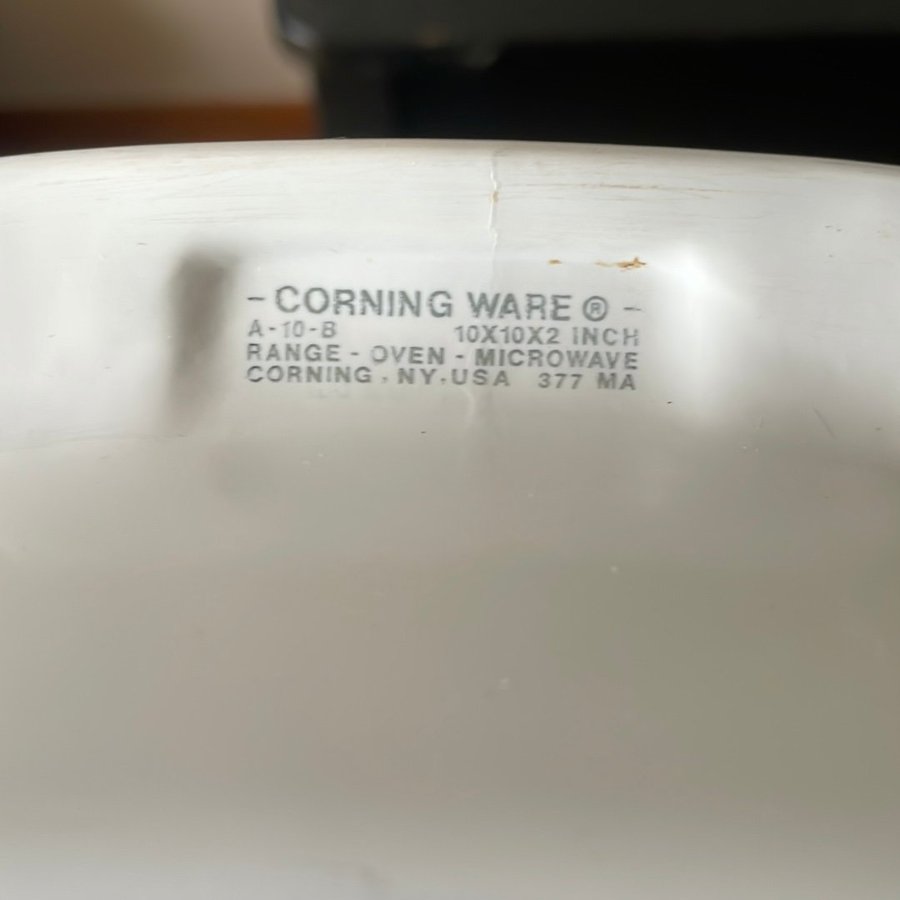 - CORNING WARE ® -
A-10-B 10X10X2 INCH
RANGE - OVEN - MICROWAVE
CORNING, NY, USA 377 MA